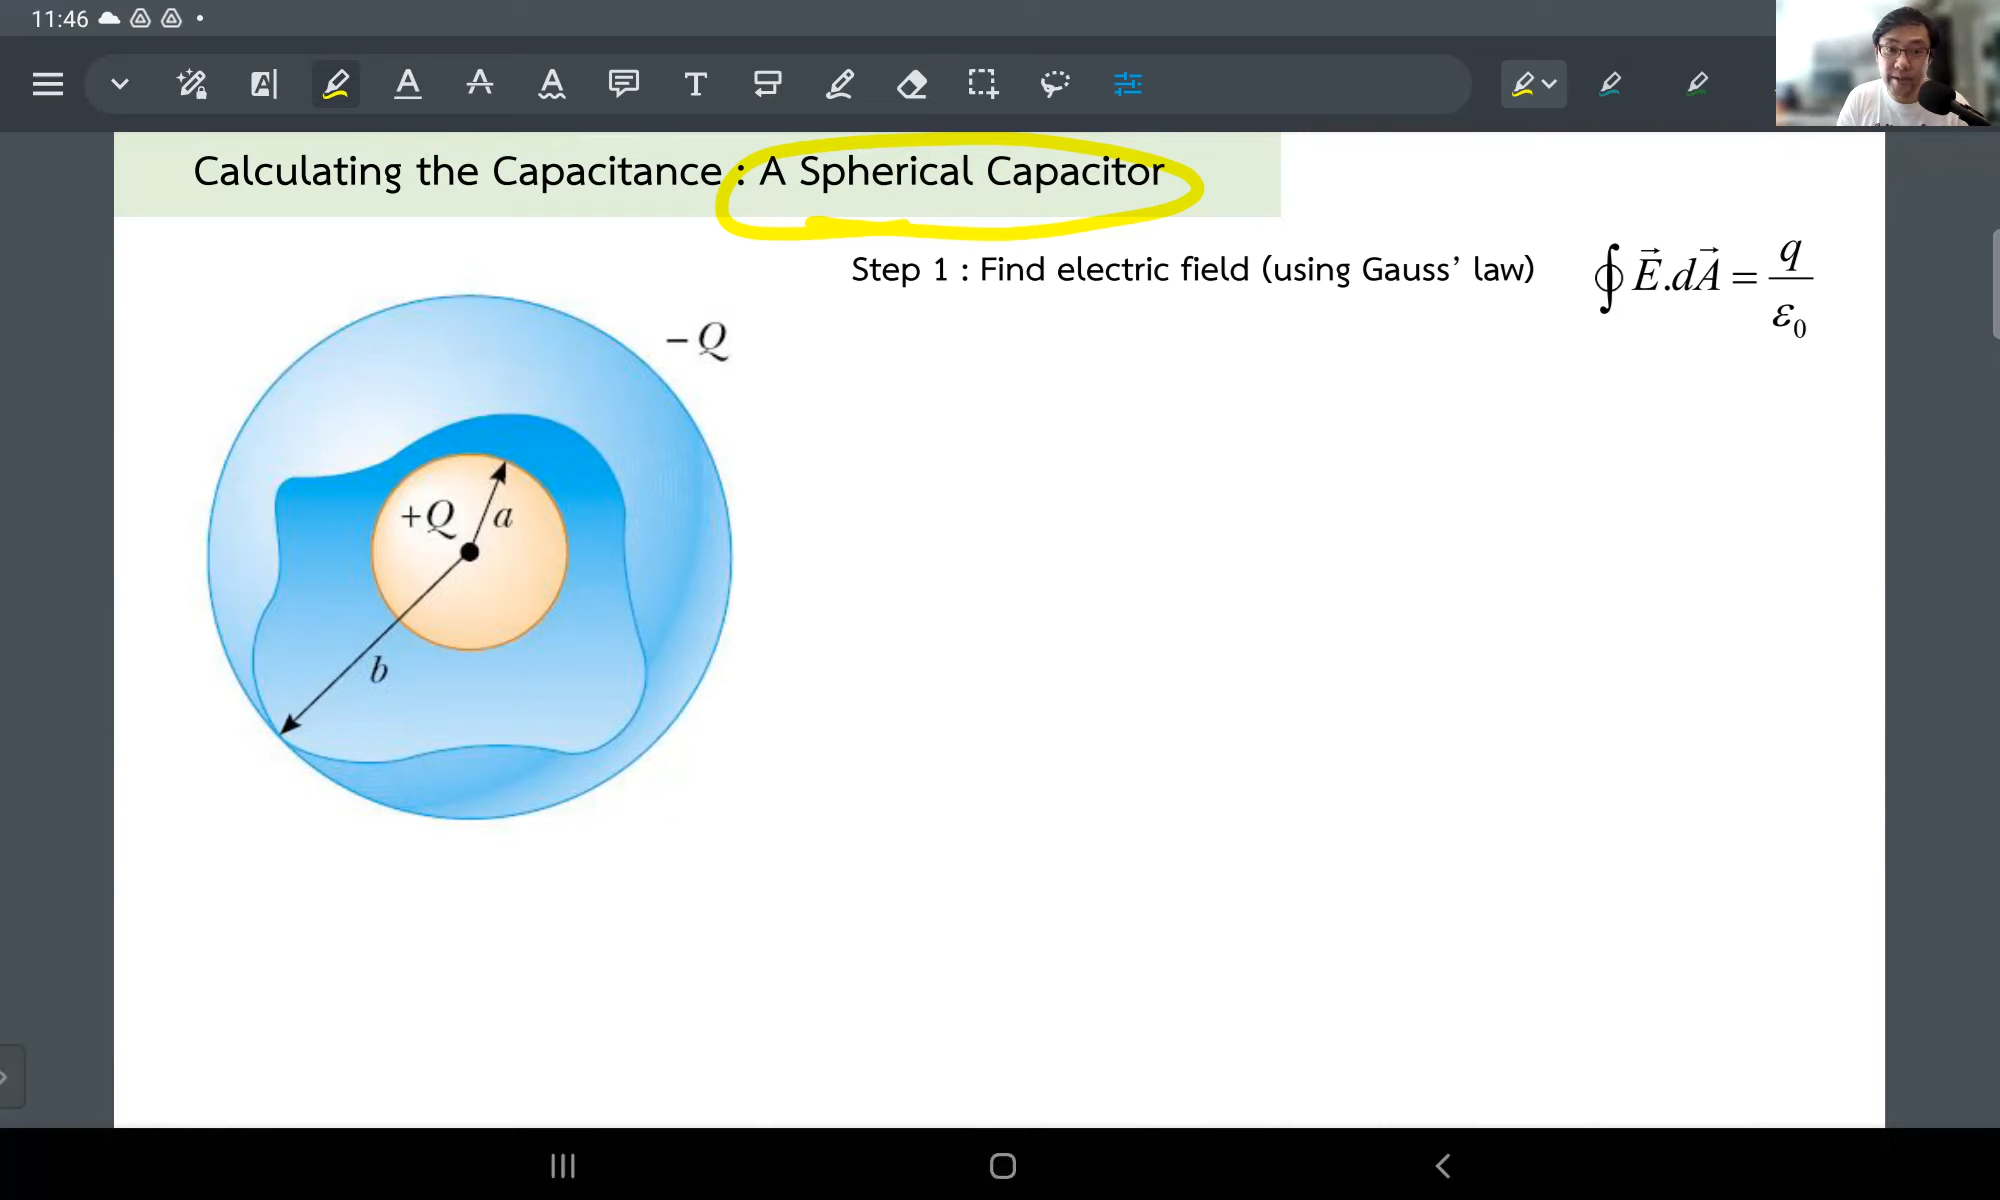 11:46
Calculating the Capacitance : A Spherical Capacitor
Step 1 : Find electric field (using Gauss’ law)
∮ E⃗.dA⃗ = q/ε₀
− Q
+Q
a
b